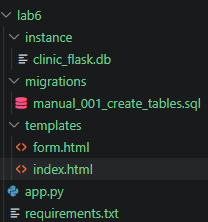 lab6
instance
clinic_flask.db
migrations
manual_001_create_tables.sql
templates
form.html
index.html
app.py
requirements.txt